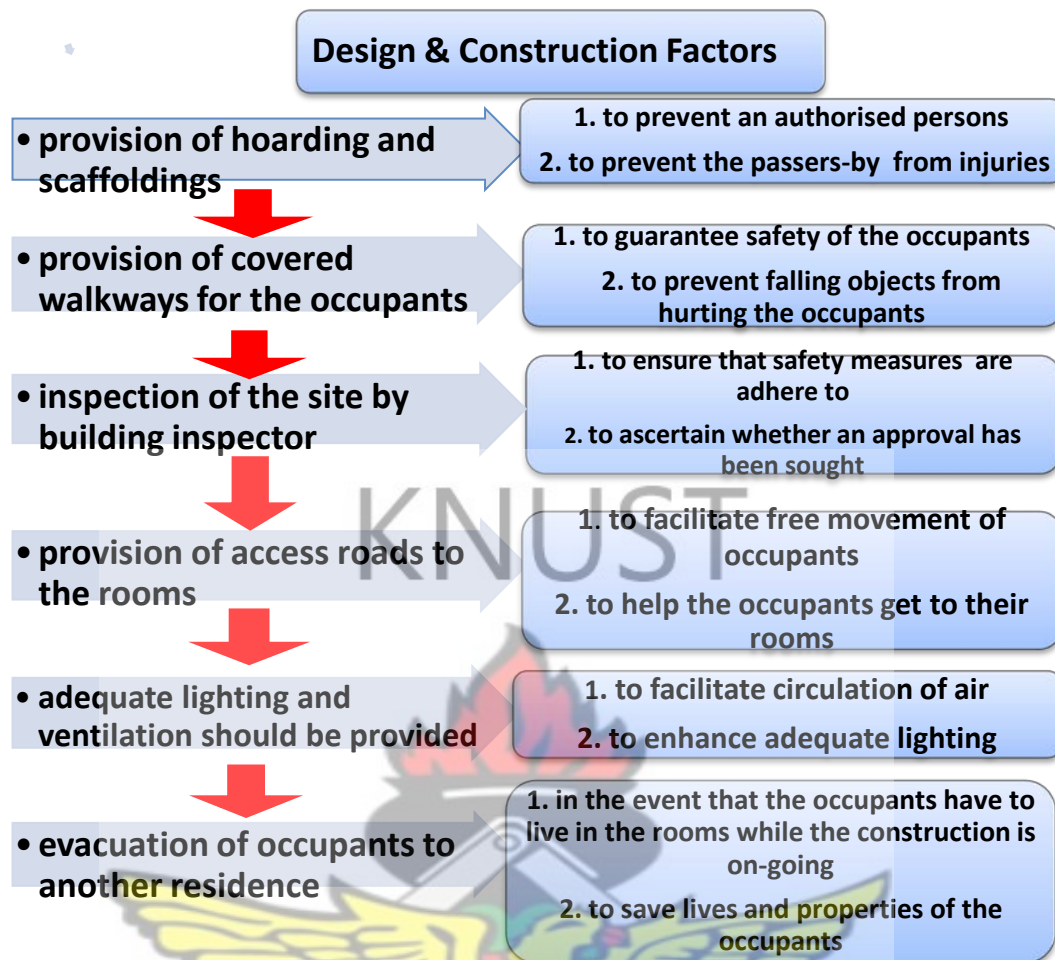 Design & Construction Factors
• provision of hoarding and
scaffoldings
1. to prevent an authorised persons
2. to prevent the passers-by from injuries
• provision of covered
walkways for the occupants
1. to guarantee safety of the occupants
2. to prevent falling objects from
hurting the occupants
• inspection of the site by
building inspector
1. to ensure that safety measures are
adhere to
2. to ascertain whether an approval has
been sought
• provision of access roads to
the rooms
1. to facilitate free movement of
occupants
2. to help the occupants get to their
rooms
• adequate lighting and
ventilation should be provided
1. to facilitate circulation of air
2. to enhance adequate lighting
• evacuation of occupants to
another residence
1. in the event that the occupants have to
live in the rooms while the construction is
on-going
2. to save lives and properties of the
occupants
KNUST